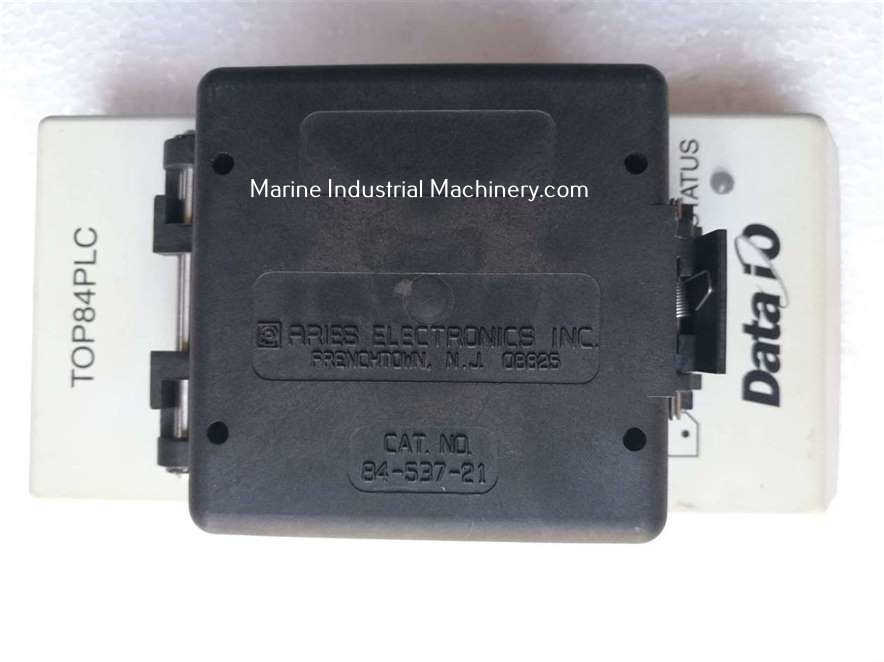 Marine Industrial Machinery.com
TOP84PLC
ARIES ELECTRONICS INC.
FRENCHTOWN, N.J. 08825
CAT. NO.
84-537-21
STATUS
Data I/O